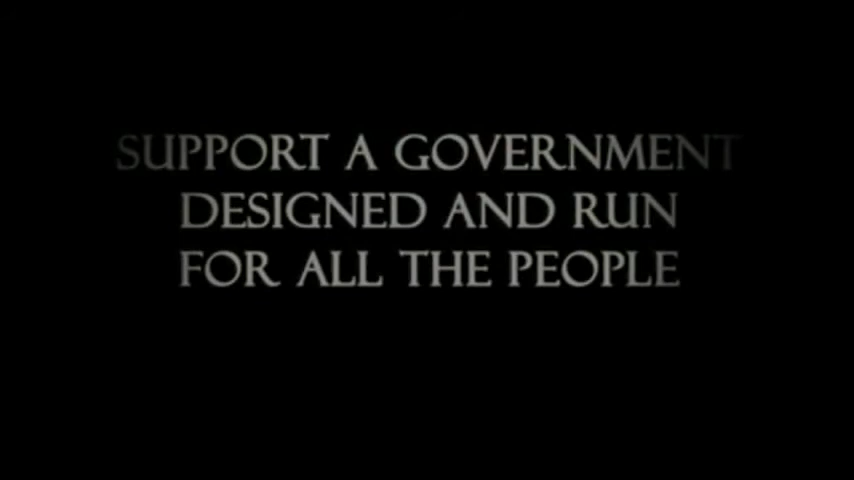 SUPPORT A GOVERNMENT
DESIGNED AND RUN
FOR ALL THE PEOPLE